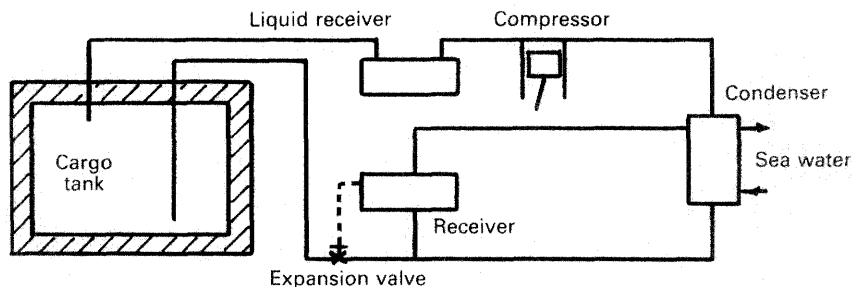 Liquid receiver
Compressor
Condenser
Cargo
tank
Sea water
Receiver
Expansion valve